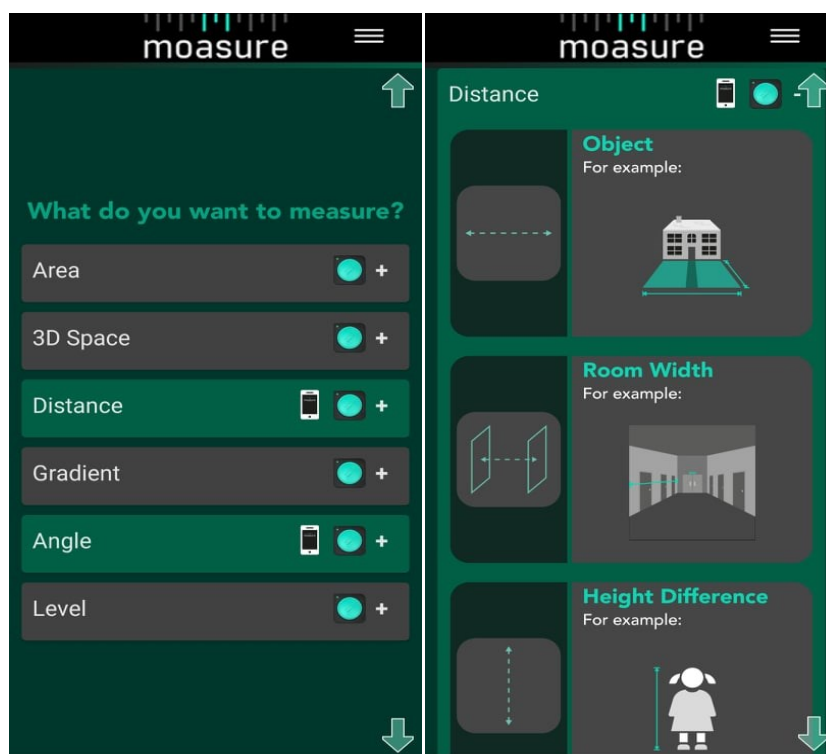 moasure
What do you want to measure?
Area +
3D Space +
Distance +
Gradient +
Angle +
Level +
moasure
Distance -
Object
For example:
Room Width
For example:
Height Difference
For example: